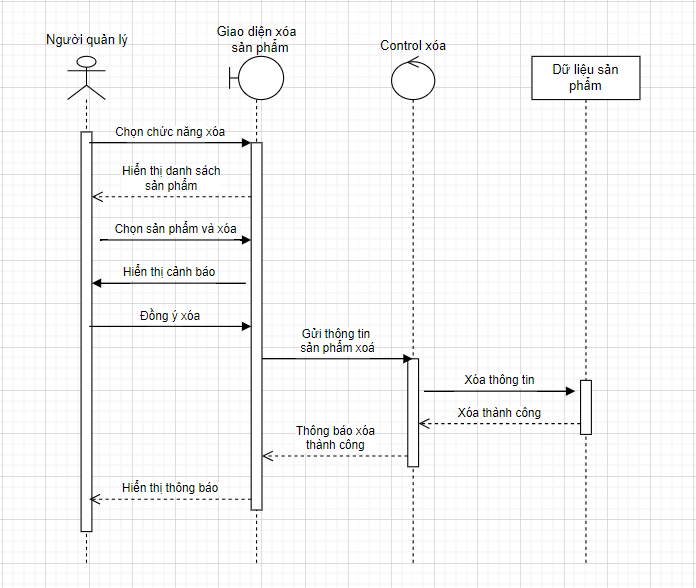 Người quản lý
Giao diện xóa
sản phẩm
Control xóa
Dữ liệu sản
phẩm
Chọn chức năng xóa
Hiển thị danh sách
sản phẩm
Chọn sản phẩm và xóa
Hiển thị cảnh báo
Đồng ý xóa
Gửi thông tin
sản phẩm xoá
Xóa thông tin
Xóa thành công
Thông báo xóa
thành công
Hiển thị thông báo